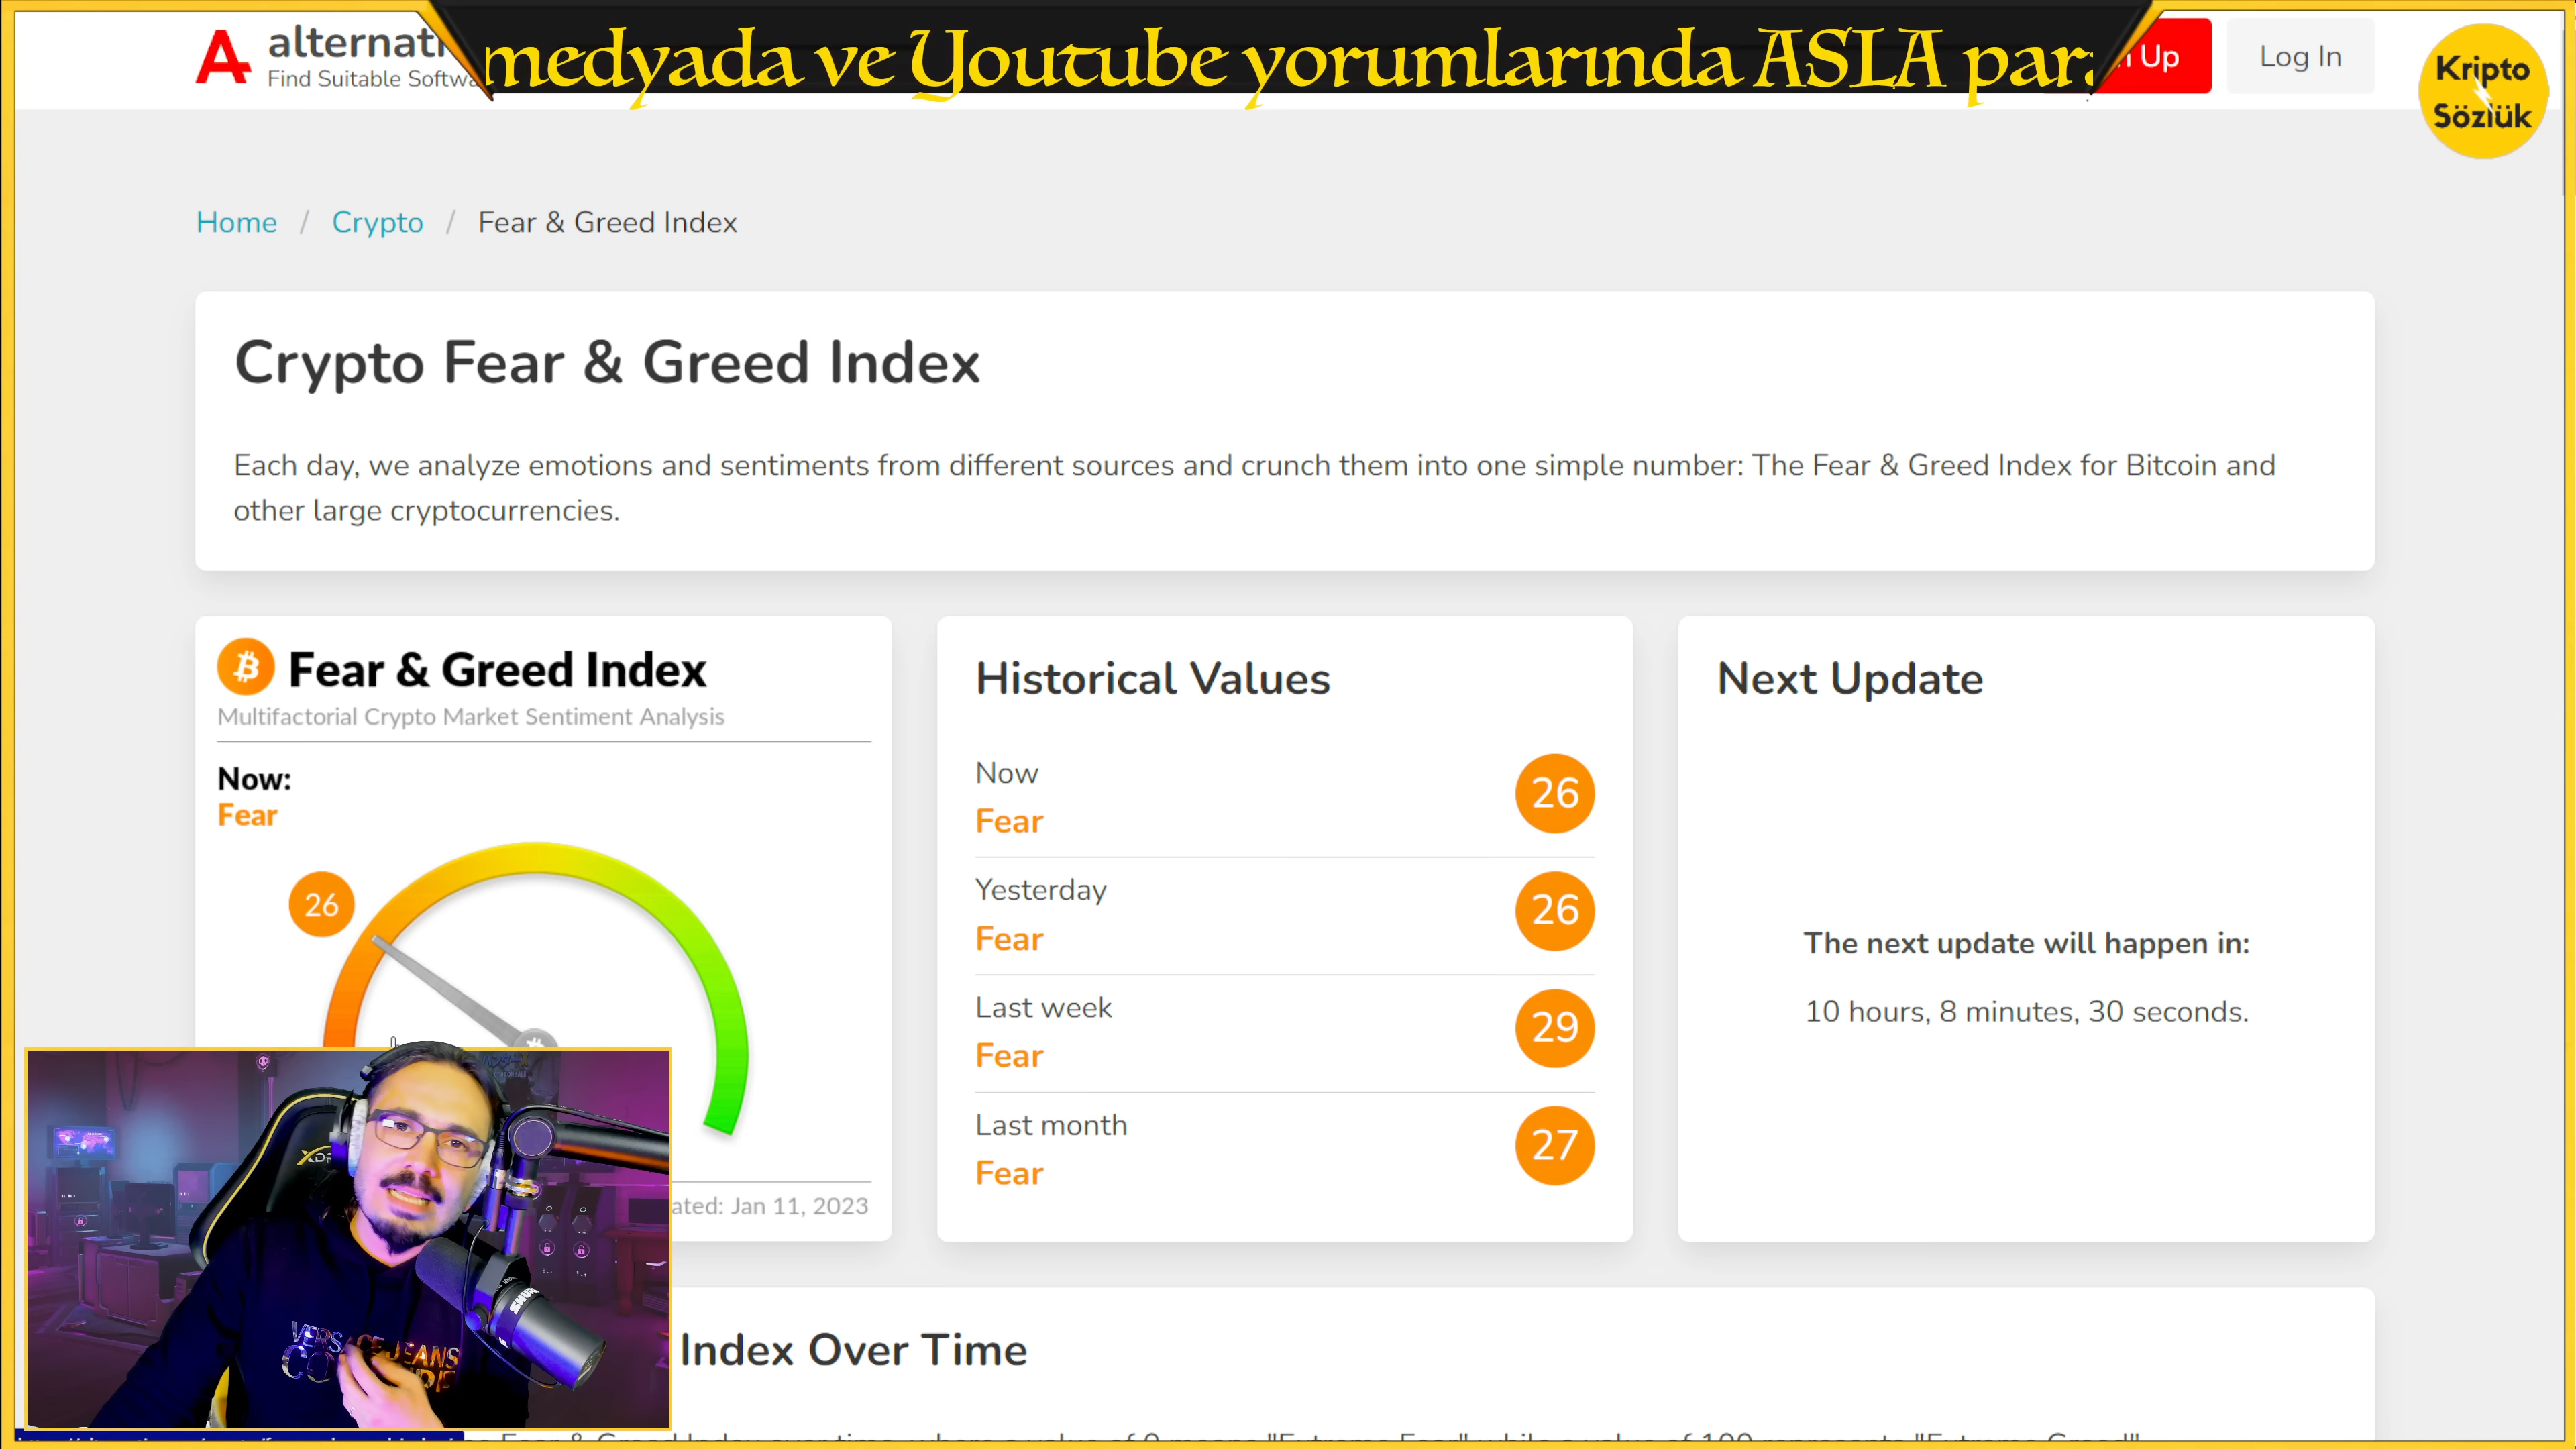 medyada ve Youtube yorumlarında ASLA
Find Suitable
Up
Log In
Kripto
Sözlük
Home / Crypto / Fear & Greed Index
Crypto Fear & Greed Index
Each day, we analyze emotions and sentiments from different sources and crunch them into one simple number: The Fear & Greed Index for Bitcoin and
other large cryptocurrencies.
Fear & Greed Index
Multifactorial Crypto Market Sentiment Analysis
Now:
Fear
26
Jan 11, 2023
Historical Values
Now
Fear
26
Yesterday
Fear
26
Last week
Fear
29
Last month
Fear
27
Next Update
The next update will happen in:
10 hours, 8 minutes, 30 seconds.
SHURE
VERSACE JEANS
Index Over Time